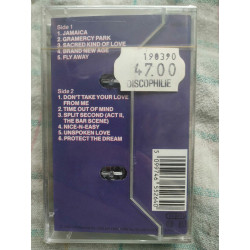 Side 1
1. JAMAICA
2. GRAMERCY PARK
3. SACRED KIND OF LOVE
4. BRAND NEW AGE
5. FLY AWAY
198390
47.00
DISCOPHILE
Side 2
1. DON'T TAKE YOUR LOVE
FROM ME
2. TIME OUT OF MIND
3. SPLIT SECOND (ACT II,
THE BAR SCENE)
4. NICE-N-EASY
5. UNSPOKEN LOVE
6. PROTECT THE DREAM